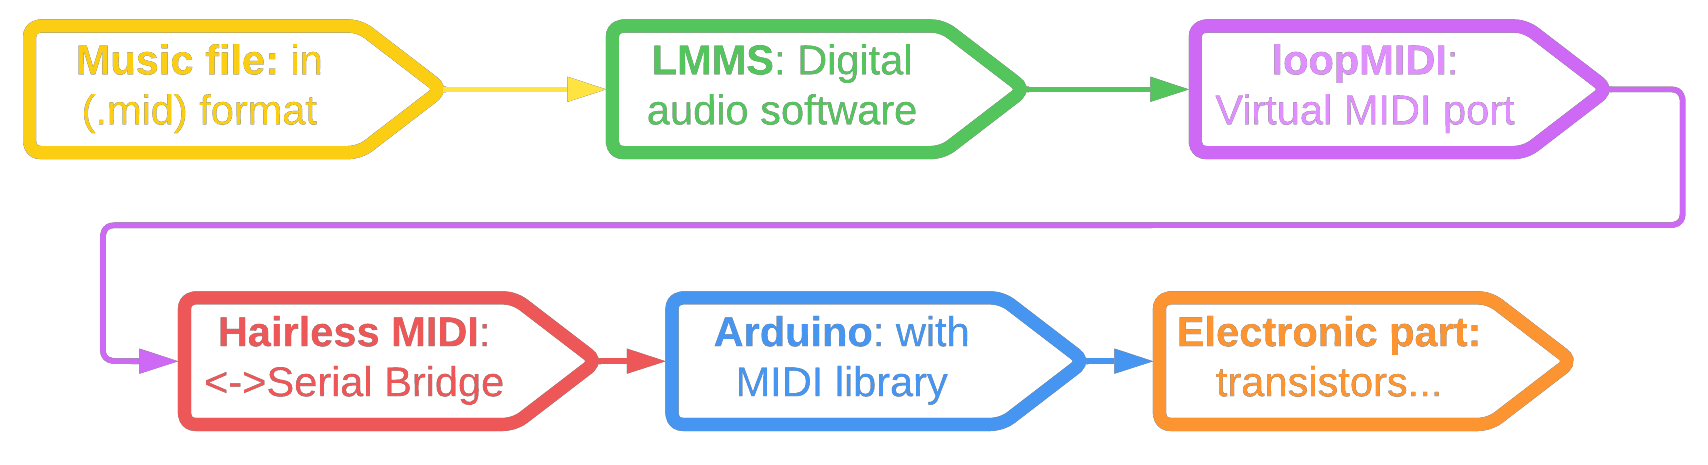 Music file: in
(.mid) format
LMMS: Digital
audio software
loopMIDI:
Virtual MIDI port
Hairless MIDI:
<->Serial Bridge
Arduino: with
MIDI library
Electronic part:
transistors...